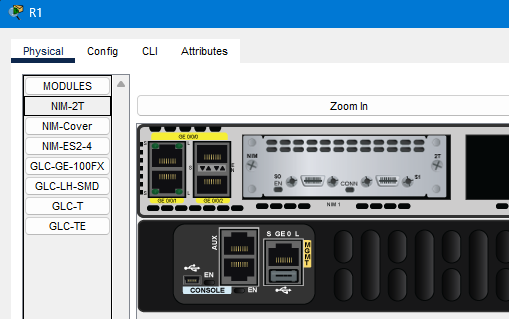 R1
Physical Config CLI Attributes
MODULES
NIM-2T
NIM-Cover
NIM-ES2-4
GLC-GE-100FX
GLC-LH-SMD
GLC-T
GLC-TE
Zoom In
GE 0/0/0
S L S EN
GE 0/0/1 GE 0/0/2
NIM 2T
S0 S1
EN CONN
NIM 1
AUX
S GE 0 L
MGMT
EN
CONSOLE EN